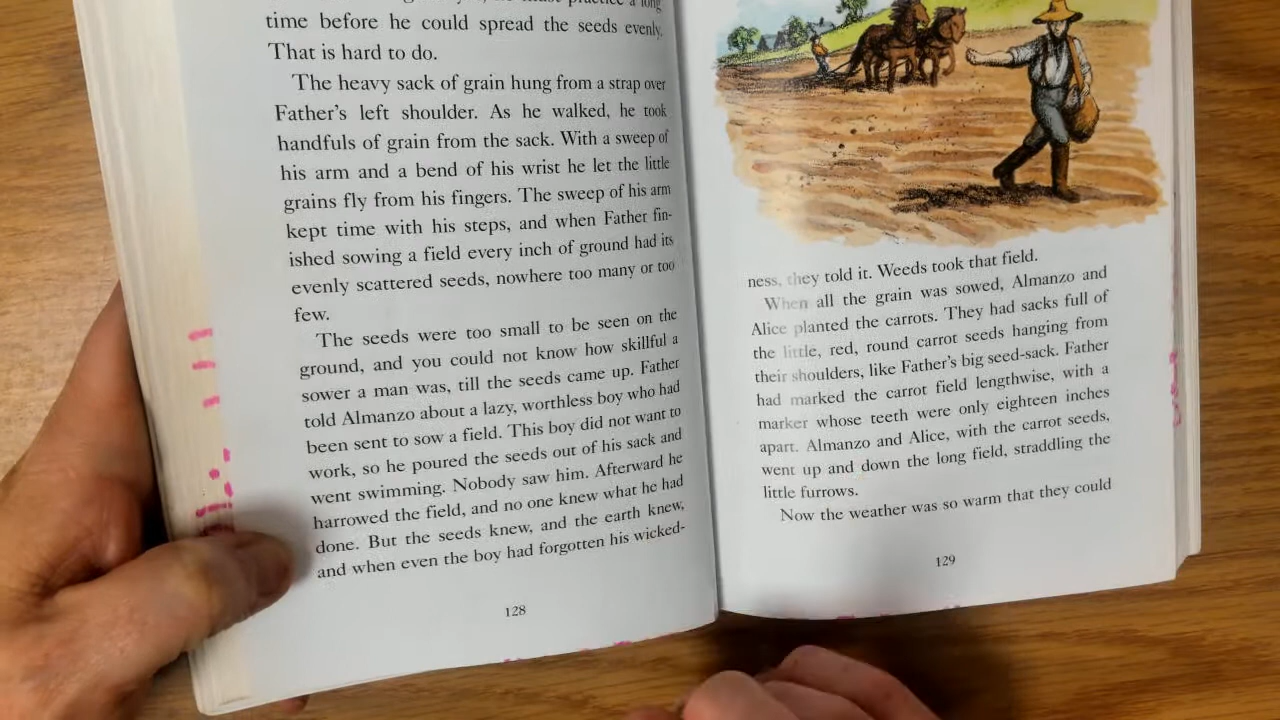 practice a long
time before he could spread the seeds evenly.
That is hard to do.
The heavy sack of grain hung from a strap over
Father's left shoulder. As he walked, he took
handfuls of grain from the sack. With a sweep of
his arm and a bend of his wrist he let the little
grains fly from his fingers. The sweep of his arm
kept time with his steps, and when Father fin-
ished sowing a field every inch of ground had its
evenly scattered seeds, nowhere too many or too
few.
The seeds were too small to be seen on the
ground, and you could not know how skillful a
sower a man was, till the seeds came up. Father
told Almanzo about a lazy, worthless boy who had
been sent to sow a field. This boy did not want to
work, so he poured the seeds out of his sack and
went swimming. Nobody saw him. Afterward he
harrowed the field, and no one knew what he had
done. But the seeds knew, and the earth knew,
and when even the boy had forgotten his wicked-
128
ness, they told it. Weeds took that field.
When all the grain was sowed, Almanzo and
Alice planted the carrots. They had sacks full of
the little, red, round carrot seeds hanging from
their shoulders, like Father's big seed-sack. Father
had marked the carrot field lengthwise, with a
marker whose teeth were only eighteen inches
apart. Almanzo and Alice, with the carrot seeds,
went up and down the long field, straddling the
little furrows.
Now the weather was so warm that they could
129